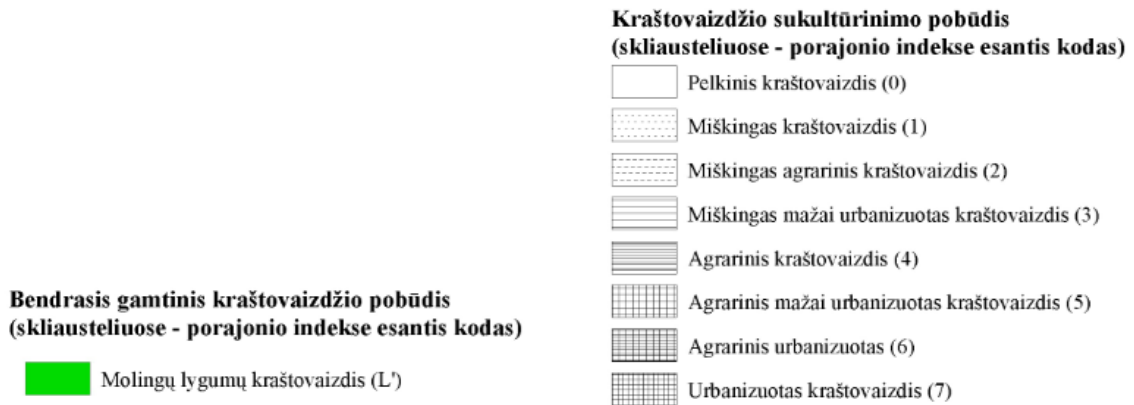 Kraštovaizdžio sukultūrinimo pobūdis
(skliausteliuose - porajonio indekse esantis kodas)
Pelkinis kraštovaizdis (0)
Miškingas kraštovaizdis (1)
Miškingas agrarinis kraštovaizdis (2)
Miškingas mažai urbanizuotas kraštovaizdis (3)
Agrarinis kraštovaizdis (4)
Agrarinis mažai urbanizuotas kraštovaizdis (5)
Agrarinis urbanizuotas (6)
Urbanizuotas kraštovaizdis (7)
Bendrasis gamtinis kraštovaizdžio pobūdis
(skliausteliuose - porajonio indekse esantis kodas)
Molingų lygumų kraštovaizdis (L')